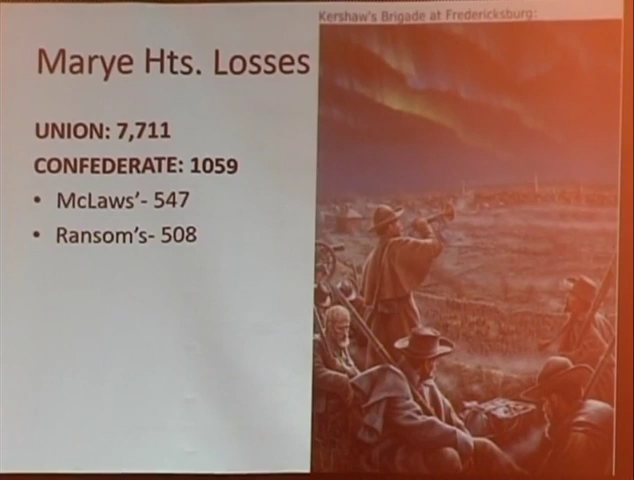 Kershaw's Brigade at Fredericksburg:
Marye Hts. Losses
UNION: 7,711
CONFEDERATE: 1059
• McLaws'- 547
• Ransom's- 508